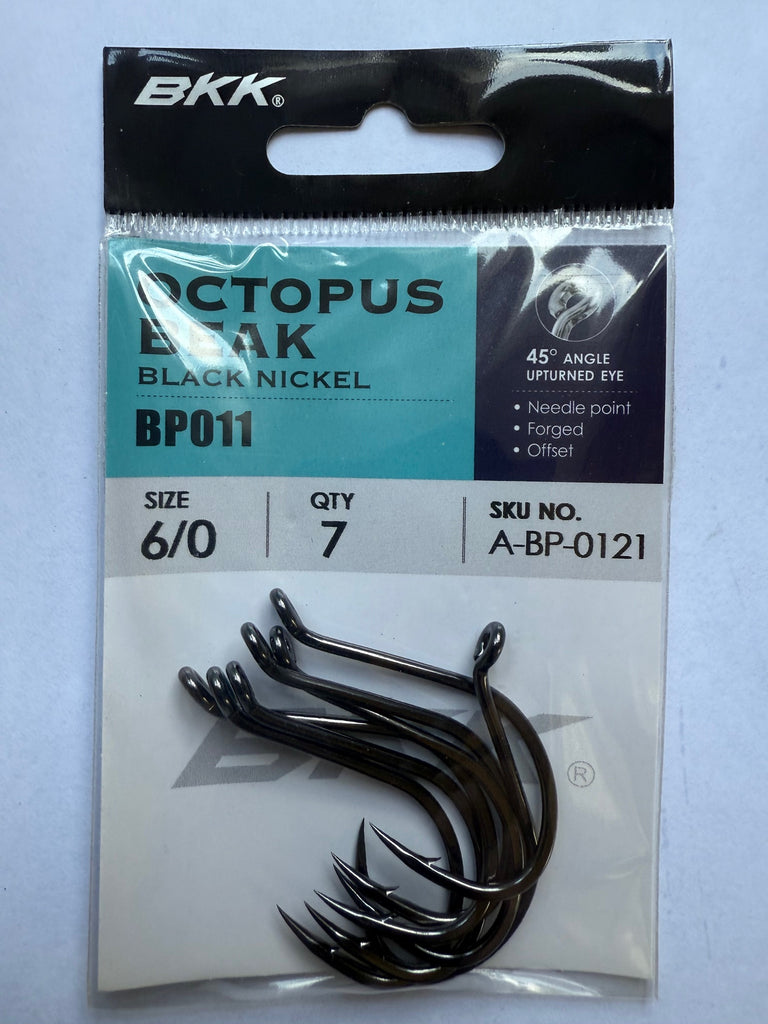 BKK®
OCTOPUS
BEAK
BLACK NICKEL
BP011
45° ANGLE
UPTURNED EYE
• Needle point
• Forged
• Offset
SIZE
6/0
QTY
7
SKU NO.
A-BP-0121
BKK
®